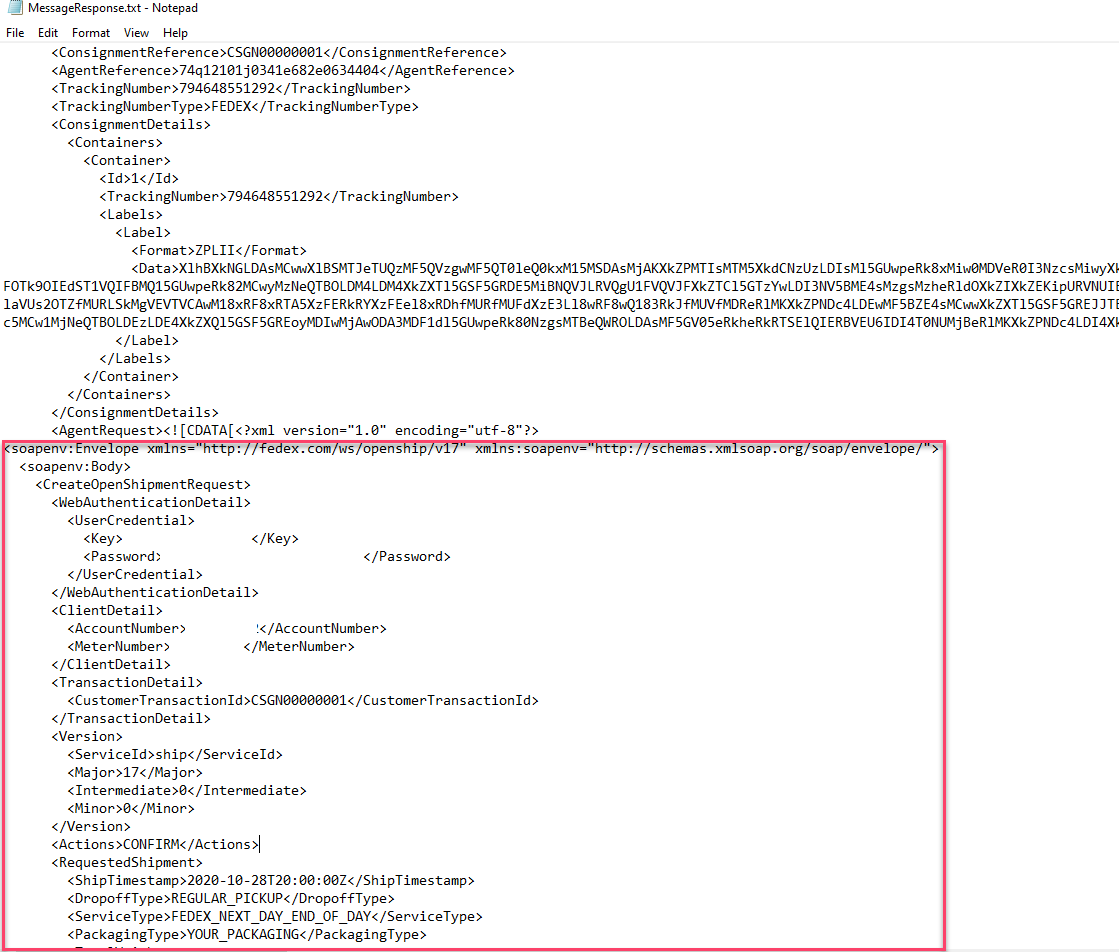 MessageResponse.txt - Notepad
File Edit Format View Help
<ConsignmentReference>CSGN00000001</ConsignmentReference>
<AgentReference>74q12101j0341e682e0634404</AgentReference>
<TrackingNumber>794648551292</TrackingNumber>
<TrackingNumberType>FEDEX</TrackingNumberType>
<ConsignmentDetails>
<Containers>
<Container>
<Id>1</Id>
<TrackingNumber>794648551292</TrackingNumber>
<Labels>
<Label>
<Format>ZPLII</Format>
</Label>
</Labels>
</Container>
</Containers>
</ConsignmentDetails>
<AgentRequest><![CDATA[<?xml version="1.0" encoding="utf-8"?>
<soapenv:Envelope xmlns="http://fedex.com/ws/openship/v17" xmlns:soapenv="http://schemas.xmlsoap.org/soap/envelope/">
<soapenv:Body>
<CreateOpenShipmentRequest>
<WebAuthenticationDetail>
<UserCredential>
<Key> </Key>
<Password> </Password>
</UserCredential>
</WebAuthenticationDetail>
<ClientDetail>
<AccountNumber> </AccountNumber>
<MeterNumber> </MeterNumber>
</ClientDetail>
<TransactionDetail>
<CustomerTransactionId>CSGN00000001</CustomerTransactionId>
</TransactionDetail>
<Version>
<ServiceId>ship</ServiceId>
<Major>17</Major>
<Intermediate>0</Intermediate>
<Minor>0</Minor>
</Version>
<Actions>CONFIRM</Actions>
<RequestedShipment>
<ShipTimestamp>2020-10-28T20:00:00Z</ShipTimestamp>
<DropoffType>REGULAR_PICKUP</DropoffType>
<ServiceType>FEDEX_NEXT_DAY_END_OF_DAY</ServiceType>
<PackagingType>YOUR_PACKAGING</PackagingType>